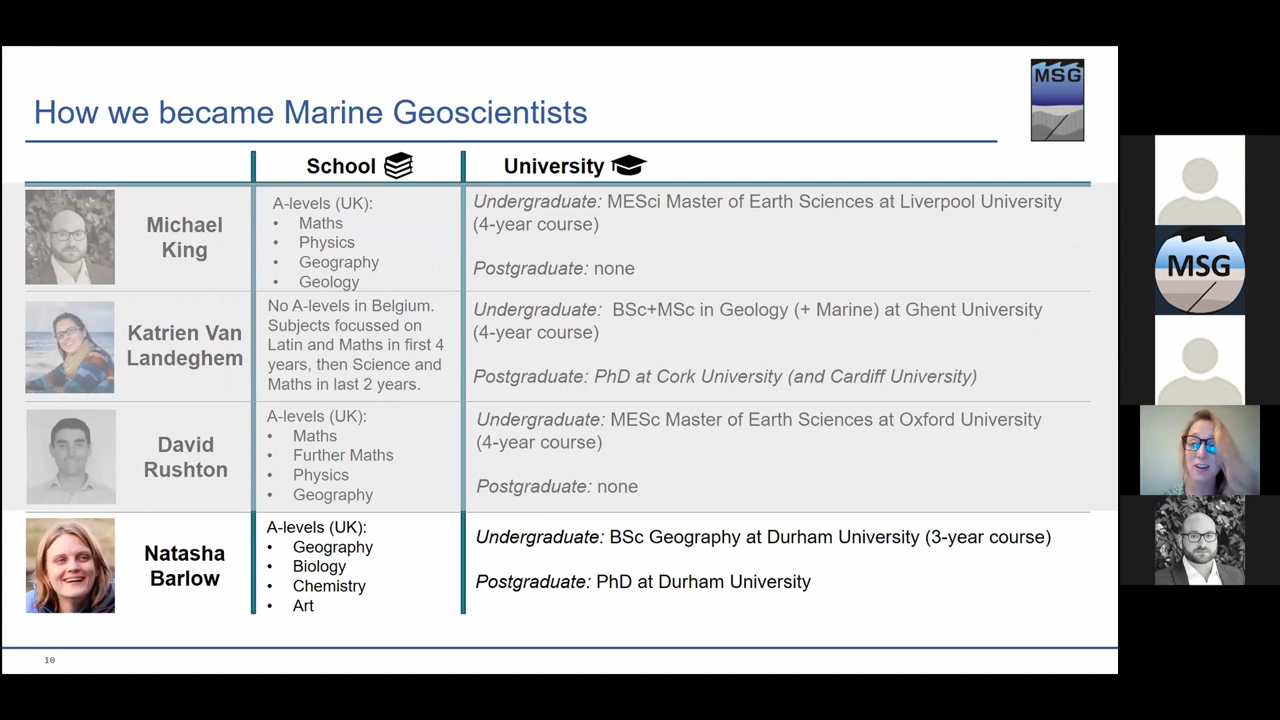 How we became Marine Geoscientists
MSG
School
University
Michael
King
A-levels (UK):
• Maths
• Physics
• Geography
• Geology
Undergraduate: MESci Master of Earth Sciences at Liverpool University
(4-year course)
Postgraduate: none
Katrien Van
Landeghem
No A-levels in Belgium.
Subjects focussed on
Latin and Maths in first 4
years, then Science and
Maths in last 2 years.
Undergraduate: BSc+MSc in Geology (+ Marine) at Ghent University
(4-year course)
Postgraduate: PhD at Cork University (and Cardiff University)
David
Rushton
A-levels (UK):
• Maths
• Further Maths
• Physics
• Geography
Undergraduate: MESc Master of Earth Sciences at Oxford University
(4-year course)
Postgraduate: none
Natasha
Barlow
A-levels (UK):
• Geography
• Biology
• Chemistry
• Art
Undergraduate: BSc Geography at Durham University (3-year course)
Postgraduate: PhD at Durham University
10
MSG